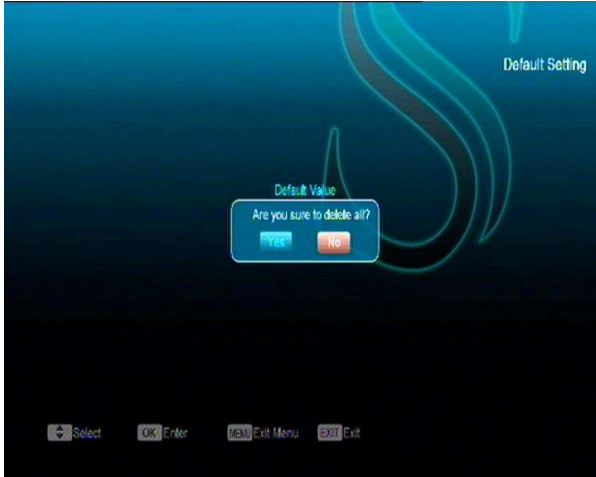 Default Setting
Default Value
Are you sure to delete all?
Yes No
Select OK Enter MENU Exit Menu EXIT Exit